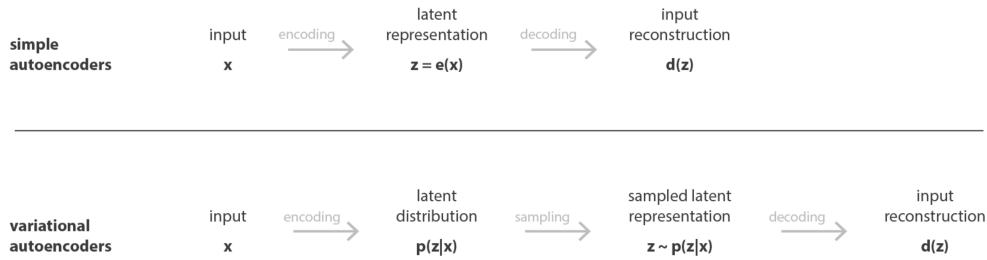 simple
autoencoders
input
x
encoding
latent
representation
z = e(x)
decoding
input
reconstruction
d(z)
variational
autoencoders
input
x
encoding
latent
distribution
p(z|x)
sampling
sampled latent
representation
z ~ p(z|x)
decoding
input
reconstruction
d(z)